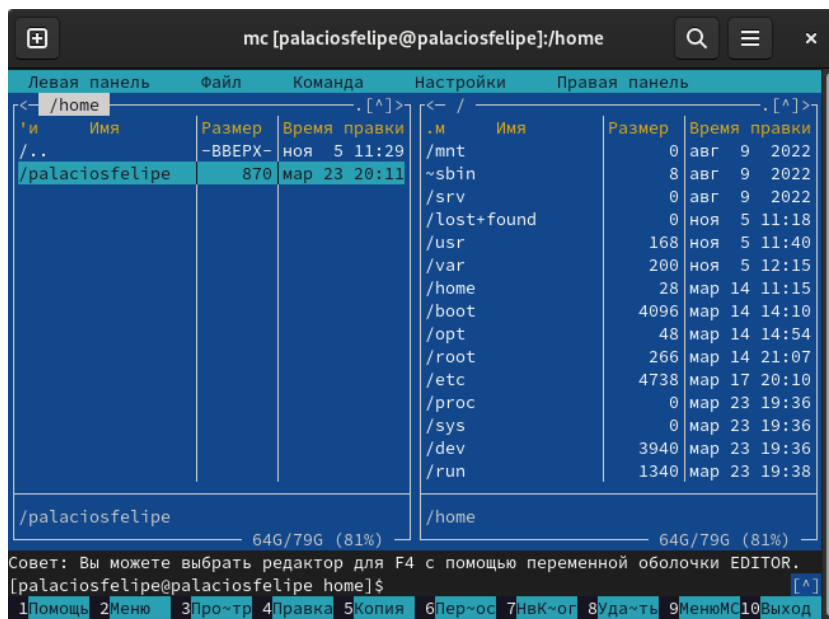 mc [palaciosfelipe@palaciosfelipe]:/home
Левая панель Файл Команда Настройки Правая панель
<— /home .[^]>
'и Имя Размер Время правки
/.. -ВВЕРХ- ноя 5 11:29
/palaciosfelipe 870 мар 23 20:11
/palaciosfelipe
64G/79G (81%)
<— / .[^]>
.м Имя Размер Время правки
/mnt 0 авг 9 2022
~sbin 8 авг 9 2022
/srv 0 авг 9 2022
/lost+found 0 ноя 5 11:18
/usr 168 ноя 5 11:40
/var 200 ноя 5 12:15
/home 28 мар 14 11:15
/boot 4096 мар 14 14:10
/opt 48 мар 14 14:54
/root 266 мар 14 21:07
/etc 4738 мар 17 20:10
/proc 0 мар 23 19:36
/sys 0 мар 23 19:36
/dev 3940 мар 23 19:36
/run 1340 мар 23 19:38
/home
64G/79G (81%)
Совет: Вы можете выбрать редактор для F4 с помощью переменной оболочки EDITOR.
[palaciosfelipe@palaciosfelipe home]$ [^]
1Помощь 2Меню 3Про~тр 4Правка 5Копия 6Пер~ос 7НвК~ог 8Уда~ть 9МенюМС 10Выход